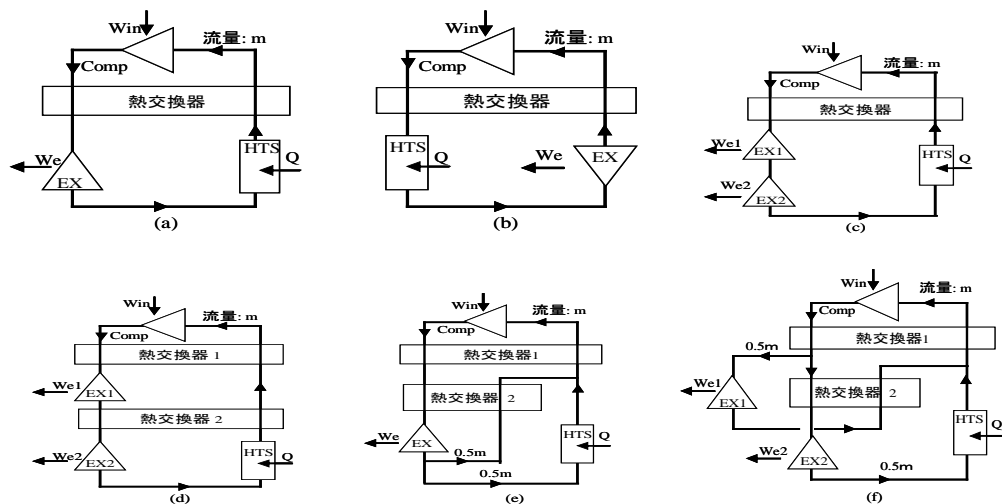 Win
流量: m
Comp
熱交換器
We
EX
HTS
Q
(a)
Win
流量: m
Comp
熱交換器
HTS
Q
We
EX
(b)
Win
流量: m
Comp
熱交換器
We1
EX1
HTS
Q
We2
EX2
(c)
Win
流量: m
Comp
熱交換器 1
We1
EX1
熱交換器 2
We2
EX2
HTS
Q
(d)
Win
流量: m
Comp
熱交換器1
熱交換器 2
We
EX
HTS
Q
0.5m
0.5m
(e)
Win
流量: m
Comp
熱交換器1
0.5m
We1
EX1
熱交換器 2
HTS
Q
We2
EX2
0.5m
(f)